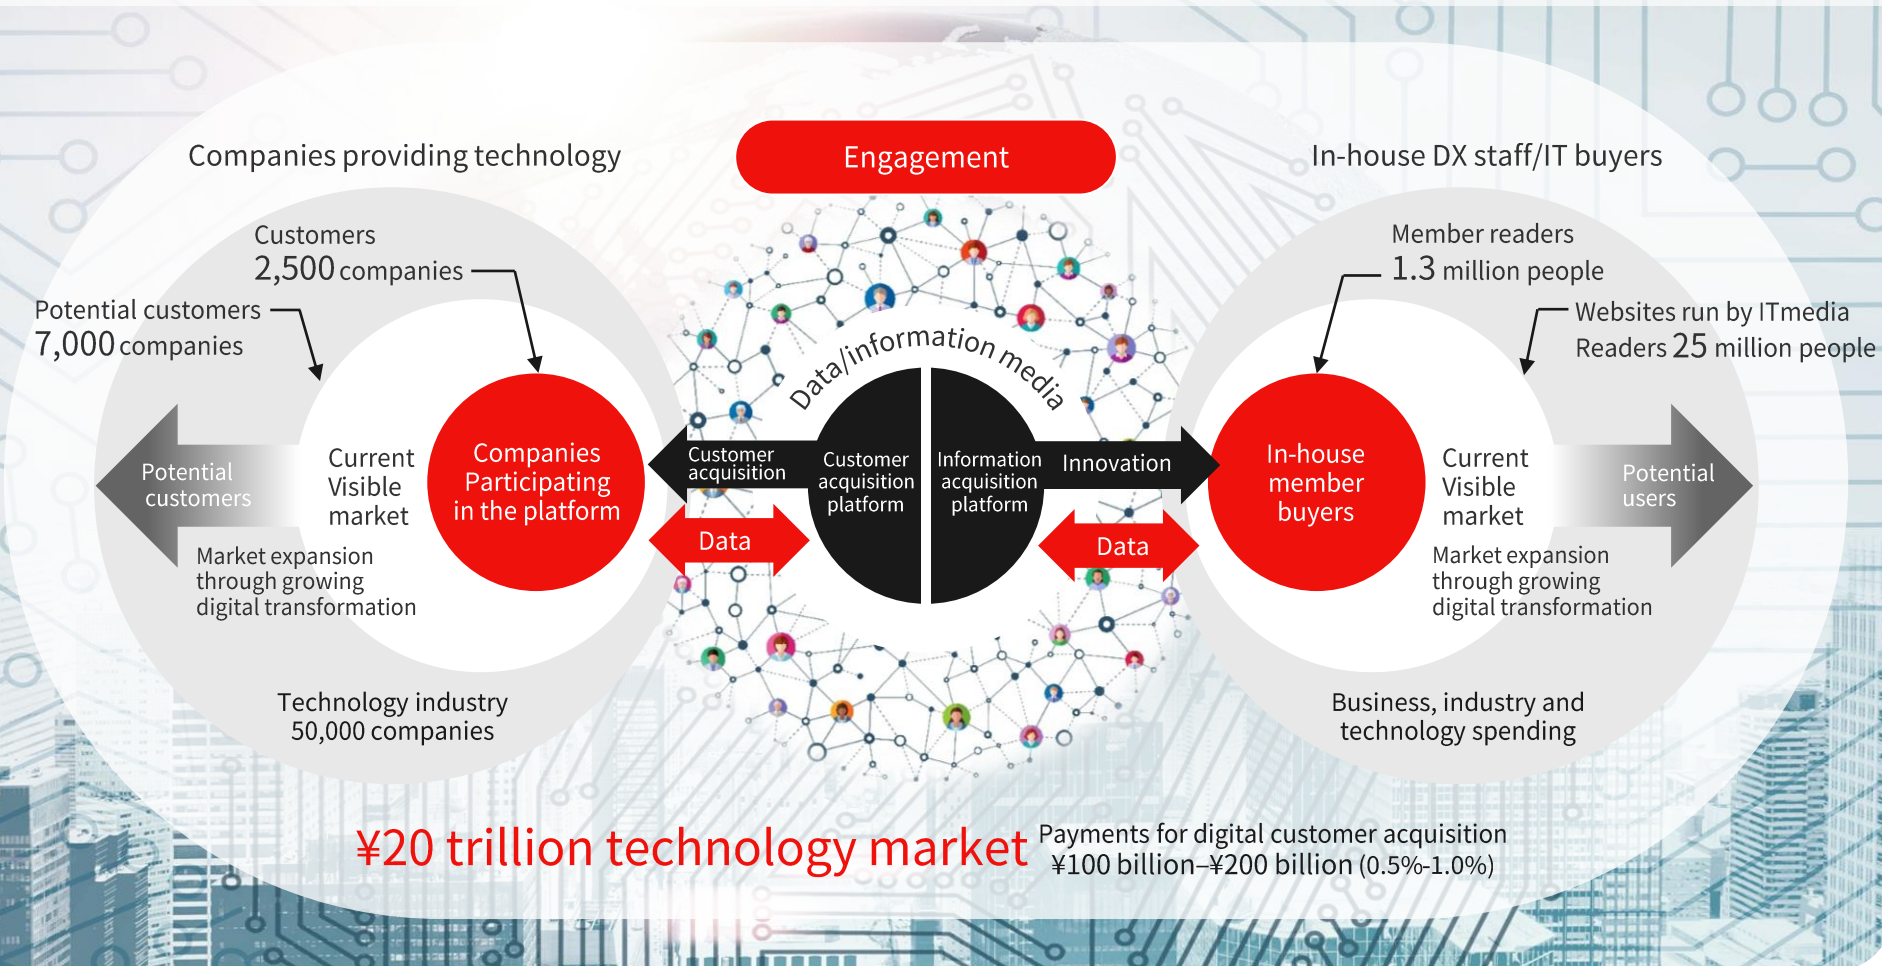 Engagement
Companies providing technology
Customers
2,500 companies
Potential customers
7,000 companies
Potential
customers
Current
Visible
market
Companies
Participating
in the platform
Market expansion
through growing
digital transformation
Technology industry
50,000 companies
Data/information media
Customer
acquisition
Customer
acquisition
platform
Information
acquisition
platform
Innovation
Data
Data
In-house DX staff/IT buyers
Member readers
1.3 million people
Websites run by ITmedia
Readers 25 million people
In-house
member
buyers
Current
Visible
market
Potential
users
Market expansion
through growing
digital transformation
Business, industry and
technology spending
¥20 trillion technology market
Payments for digital customer acquisition
¥100 billion–¥200 billion (0.5%-1.0%)